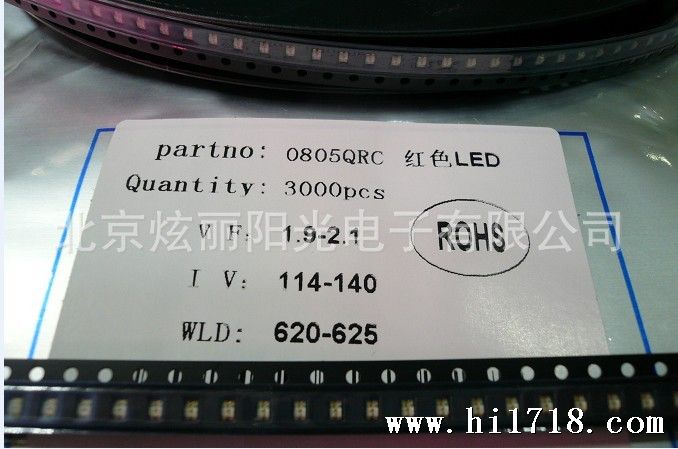 partno: 0805QRC 红色LED
Quantity: 3000pcs
北京炫丽阳光电子有限公司
VF: 1.9-2.1
ROHS
IV: 114-140
WLD: 620-625
www.hi1718.com